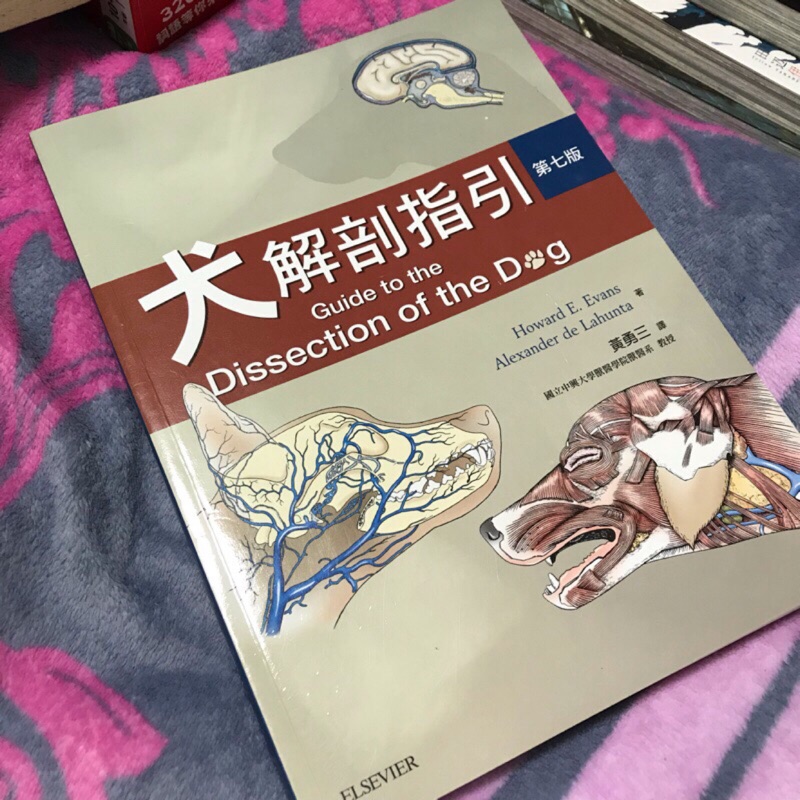 320
犬解剖指引
第七版
Guide to the
Dissection of the Dog
Howard E. Evans
Alexander de Lahunta
著
黃勇三 譯
國立中興大學獸醫學院獸醫系 教授
ELSEVIER